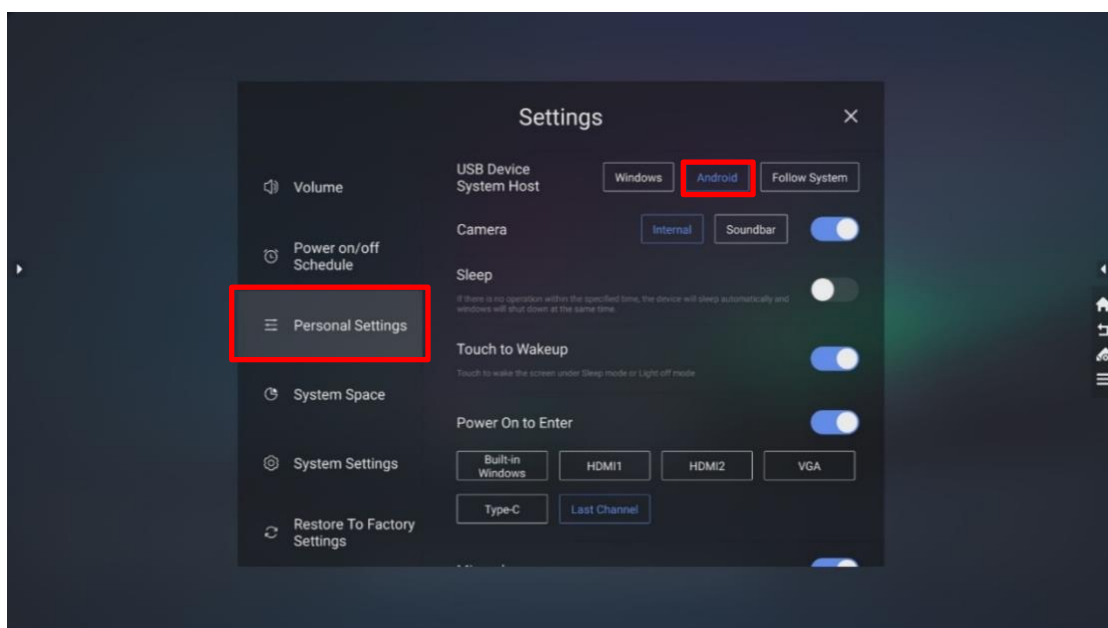 Settings
Volume
Power on/off
Schedule
Personal Settings
System Space
System Settings
Restore To Factory
Settings
USB Device
System Host
Windows
Android
Follow System
Camera
Internal
Soundbar
Sleep
If there is no operation within the specified time, the device will sleep automatically and
windows will shut down at the same time.
Touch to Wakeup
Touch to wake the screen under Sleep mode or Light off mode
Power On to Enter
Built-in
Windows
HDMI1
HDMI2
VGA
Type-C
Last Channel